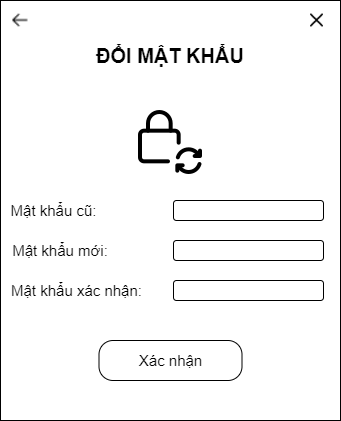 ĐỔI MẬT KHẨU
Mật khẩu cũ:
Mật khẩu mới:
Mật khẩu xác nhận:
Xác nhận